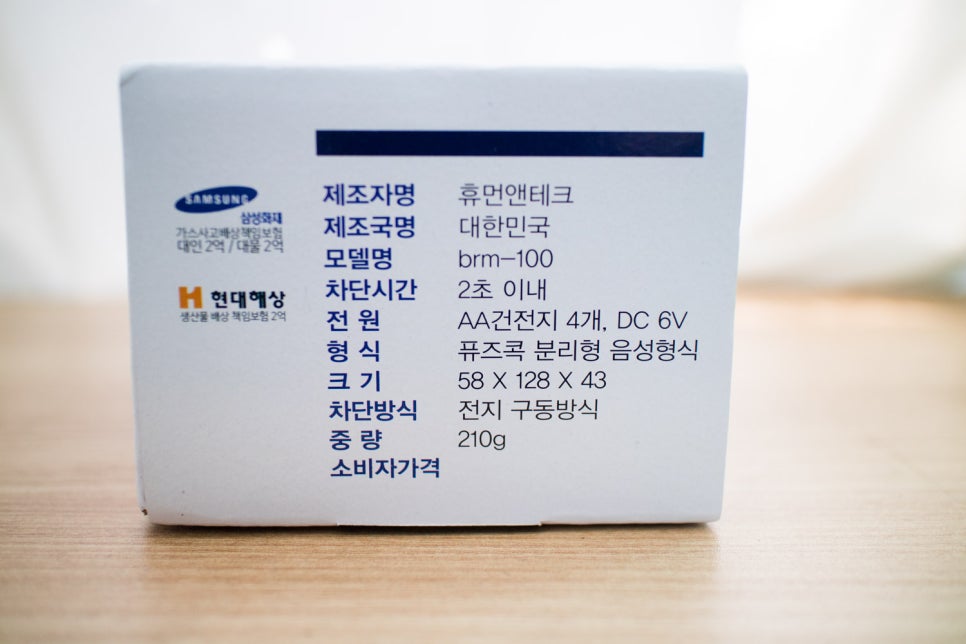 SAMSUNG
삼성화재
가스사고배상책임보험
대인 2억 / 대물 2억
H 현대해상
생산물 배상 책임보험 2억
제조자명 휴먼앤테크
제조국명 대한민국
모델명 brm-100
차단시간 2초 이내
전 원 AA건전지 4개, DC 6V
형 식 퓨즈콕 분리형 음성형식
크 기 58 X 128 X 43
차단방식 전지 구동방식
중 량 210g
소비자가격